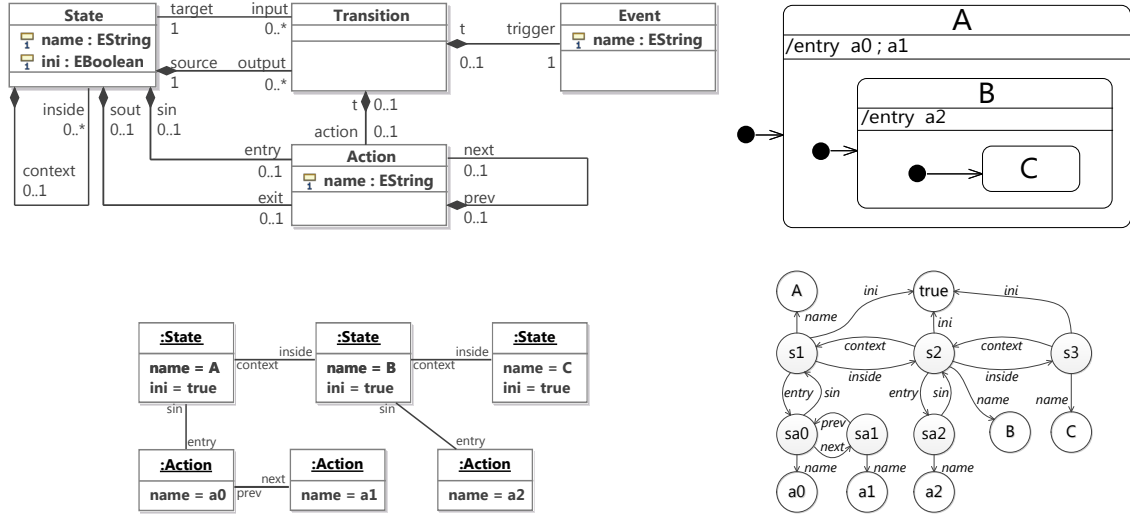 State
name : EString
ini : EBoolean
target
1
input
0..*
source
1
output
0..*
Transition
t
0..1
trigger
1
Event
name : EString
inside
0..*
context
0..1
sout
0..1
sin
0..1
t 0..1
action
0..1
entry
0..1
exit
0..1
Action
name : EString
next
0..1
prev
0..1
A
/entry a0 ; a1
B
/entry a2
C
:State
name = A
ini = true
inside
context
:State
name = B
ini = true
inside
context
:State
name = C
ini = true
sin
entry
sin
entry
:Action
name = a0
next
prev
:Action
name = a1
:Action
name = a2
A
ini
true
ini
name
ini
s1
context
inside
s2
context
inside
s3
entry
sin
entry
sin
name
name
sa0
prev
next
sa1
sa2
B
C
name
name
name
a0
a1
a2